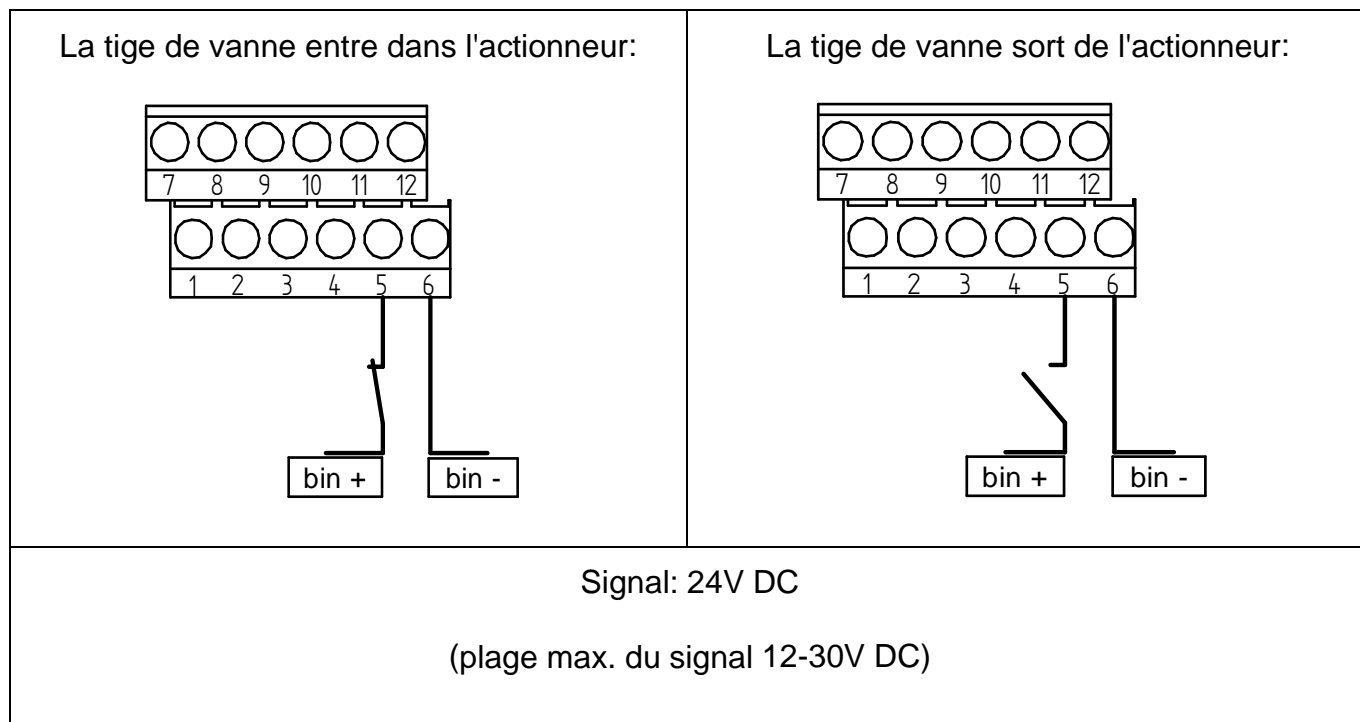 La tige de vanne entre dans l'actionneur:
7 8 9 10 11 12
1 2 3 4 5 6
bin + bin -
La tige de vanne sort de l'actionneur:
7 8 9 10 11 12
1 2 3 4 5 6
bin + bin -
Signal: 24V DC
(plage max. du signal 12-30V DC)